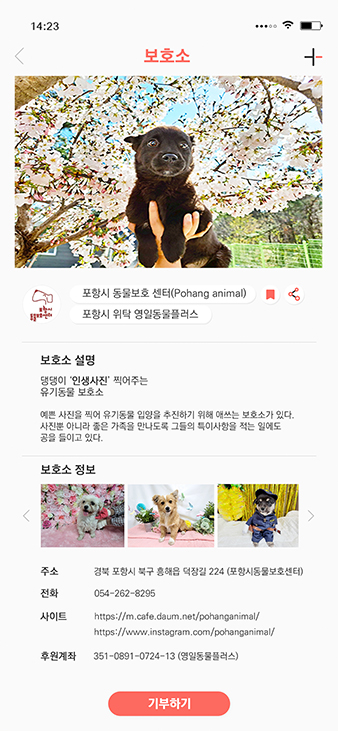 14:23
보호소
포항시 동물보호 센터(Pohang animal)
포항시 위탁 영일동물플러스
보호소 설명
댕댕이 '인생사진' 찍어주는
유기동물 보호소
예쁜 사진을 찍어 유기동물 입양을 추진하기 위해 애쓰는 보호소가 있다.
사진뿐 아니라 좋은 가족을 만나도록 그들의 특이사항을 적는 일에도
공을 들이고 있다.
보호소 정보
주소 경북 포항시 북구 흥해읍 덕장길 224 (포항시동물보호센터)
전화 054-262-8295
사이트 https://m.cafe.daum.net/pohanganimal/
https://www.instagram.com/pohanganimal/
후원계좌 351-0891-0724-13 (영일동물플러스)
기부하기